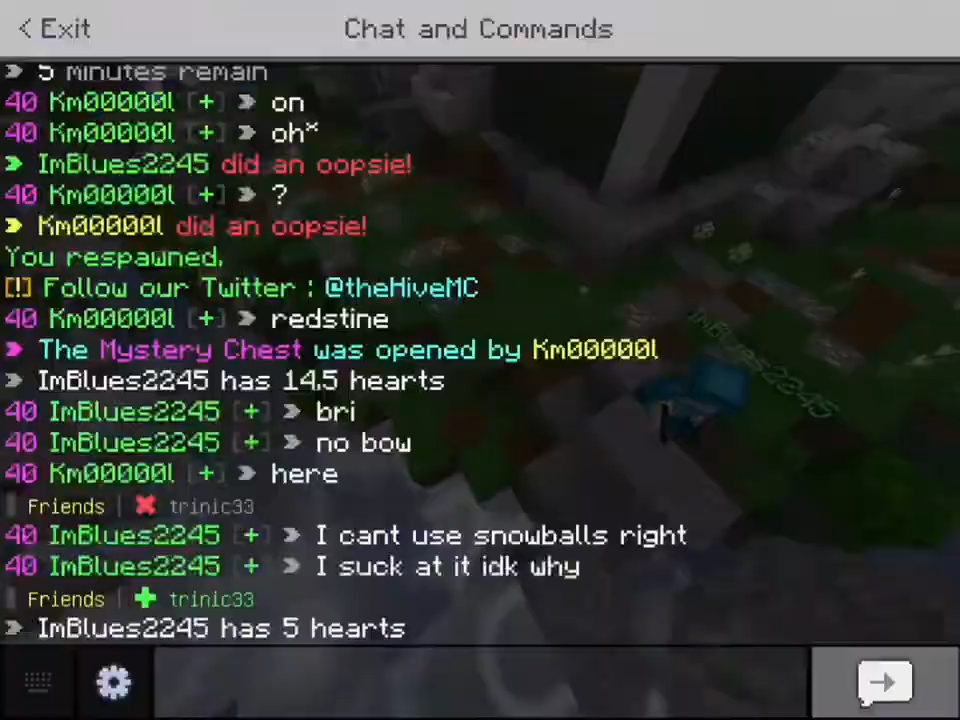 < Exit
Chat and Commands
5 minutes remain
40 Km00000l [+] » on
40 Km00000l [+] » oh*
» ImBlues2245 did an oopsie!
40 Km00000l [+] » ?
» Km00000l did an oopsie!
You respawned.
[!] Follow our Twitter : @theHiveMC
40 Km00000l [+] » redstine
» The Mystery Chest was opened by Km00000l
» ImBlues2245 has 14.5 hearts
40 ImBlues2245 [+] » bri
40 ImBlues2245 [+] » no bow
40 Km00000l [+] » here
Friends | ✖ trinic33
40 ImBlues2245 [+] » I cant use snowballs right
40 ImBlues2245 [+] » I suck at it idk why
Friends | ✚ trinic33
» ImBlues2245 has 5 hearts
ImBlues2245